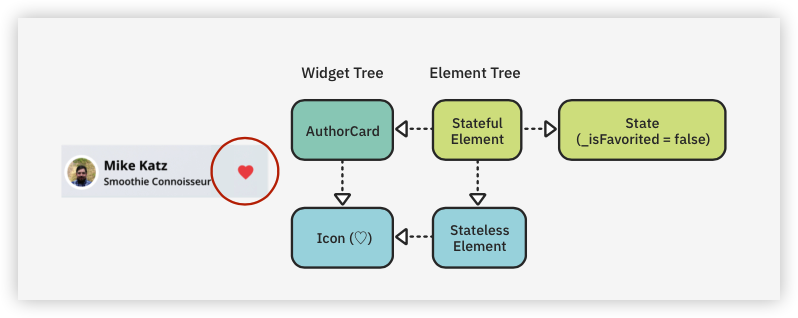 Widget Tree
Element Tree
AuthorCard
Stateful
Element
State
(_isFavorited = false)
Mike Katz
Smoothie Connoisseur
Icon (♡)
Stateless
Element